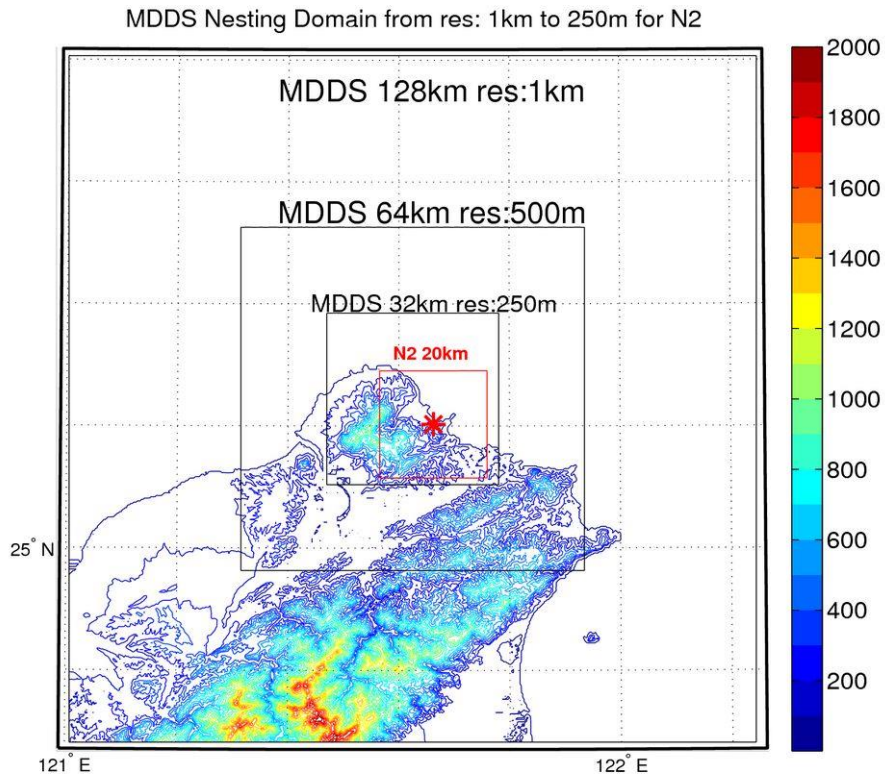 MDDS Nesting Domain from res: 1km to 250m for N2
MDDS 128km res:1km
MDDS 64km res:500m
MDDS 32km res:250m
N2 20km
25° N
121° E
122° E
2000
1800
1600
1400
1200
1000
800
600
400
200